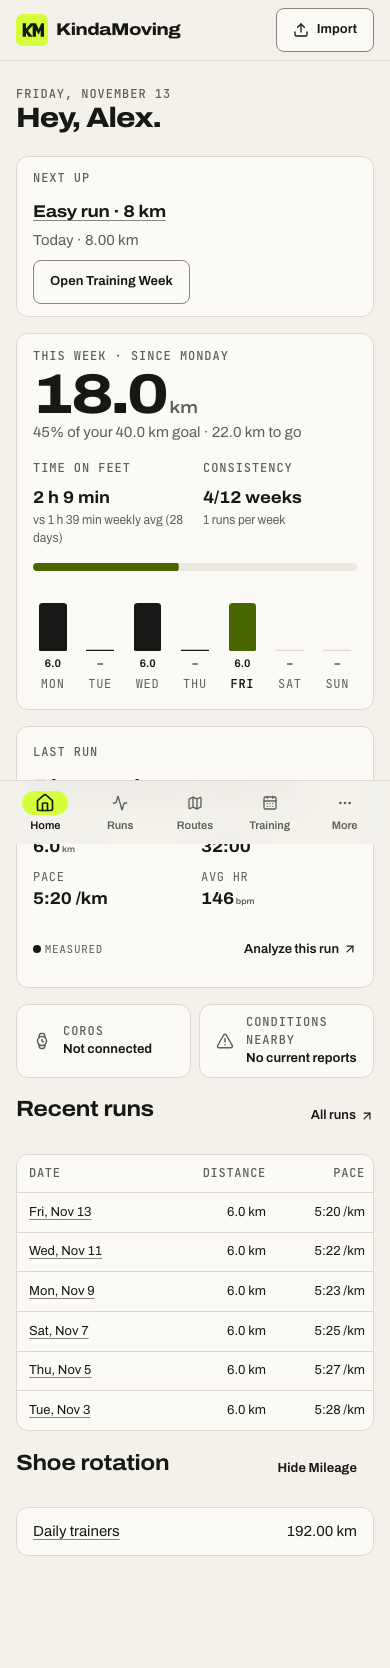 KM KindaMoving
Import
FRIDAY, NOVEMBER 13
Hey, Alex.
NEXT UP
Easy run · 8 km
Today · 8.00 km
Open Training Week
THIS WEEK · SINCE MONDAY
18.0 km
45% of your 40.0 km goal · 22.0 km to go
TIME ON FEET
2 h 9 min
vs 1 h 39 min weekly avg (28
days)
CONSISTENCY
4/12 weeks
1 runs per week
6.0 – 6.0 – 6.0 – –
MON TUE WED THU FRI SAT SUN
LAST RUN
Home Runs Routes Training More
6.0 km 32:00
PACE AVG HR
5:20 /km 146 bpm
MEASURED Analyze this run
COROS
Not connected
CONDITIONS
NEARBY
No current reports
Recent runs All runs
DATE DISTANCE PACE
Fri, Nov 13 6.0 km 5:20 /km
Wed, Nov 11 6.0 km 5:22 /km
Mon, Nov 9 6.0 km 5:23 /km
Sat, Nov 7 6.0 km 5:25 /km
Thu, Nov 5 6.0 km 5:27 /km
Tue, Nov 3 6.0 km 5:28 /km
Shoe rotation Hide Mileage
Daily trainers 192.00 km